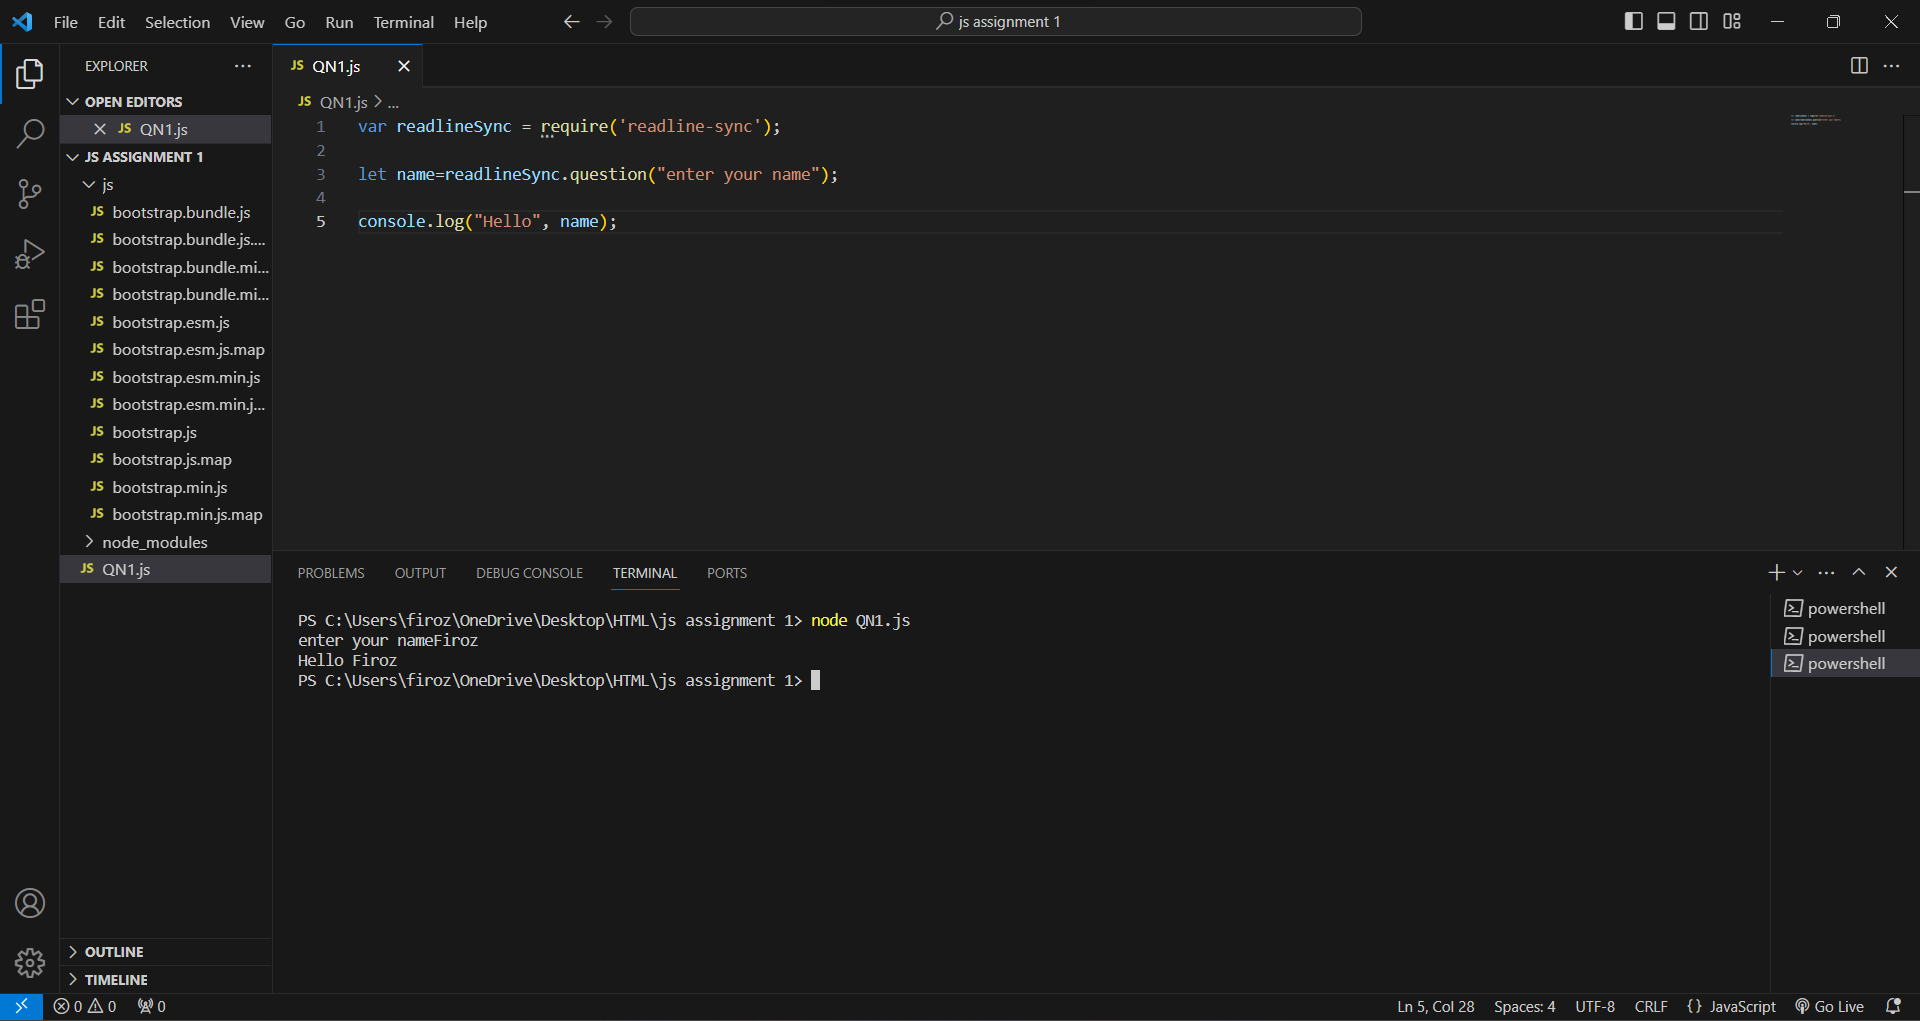 File Edit Selection View Go Run Terminal Help
js assignment 1
EXPLORER
OPEN EDITORS
JS QN1.js
JS ASSIGNMENT 1
js
JS bootstrap.bundle.js
JS bootstrap.bundle.js....
JS bootstrap.bundle.mi...
JS bootstrap.bundle.mi...
JS bootstrap.esm.js
JS bootstrap.esm.js.map
JS bootstrap.esm.min.js
JS bootstrap.esm.min.j...
JS bootstrap.js
JS bootstrap.js.map
JS bootstrap.min.js
JS bootstrap.min.js.map
node_modules
JS QN1.js
OUTLINE
TIMELINE
JS QN1.js
JS QN1.js > ...
1 var readlineSync = require('readline-sync');
2
3 let name=readlineSync.question("enter your name");
4
5 console.log("Hello", name);
PROBLEMS OUTPUT DEBUG CONSOLE TERMINAL PORTS
PS C:\Users\firoz\OneDrive\Desktop\HTML\js assignment 1> node QN1.js
enter your nameFiroz
Hello Firoz
PS C:\Users\firoz\OneDrive\Desktop\HTML\js assignment 1>
powershell
powershell
powershell
0 0 0
Ln 5, Col 28 Spaces: 4 UTF-8 CRLF {} JavaScript Go Live